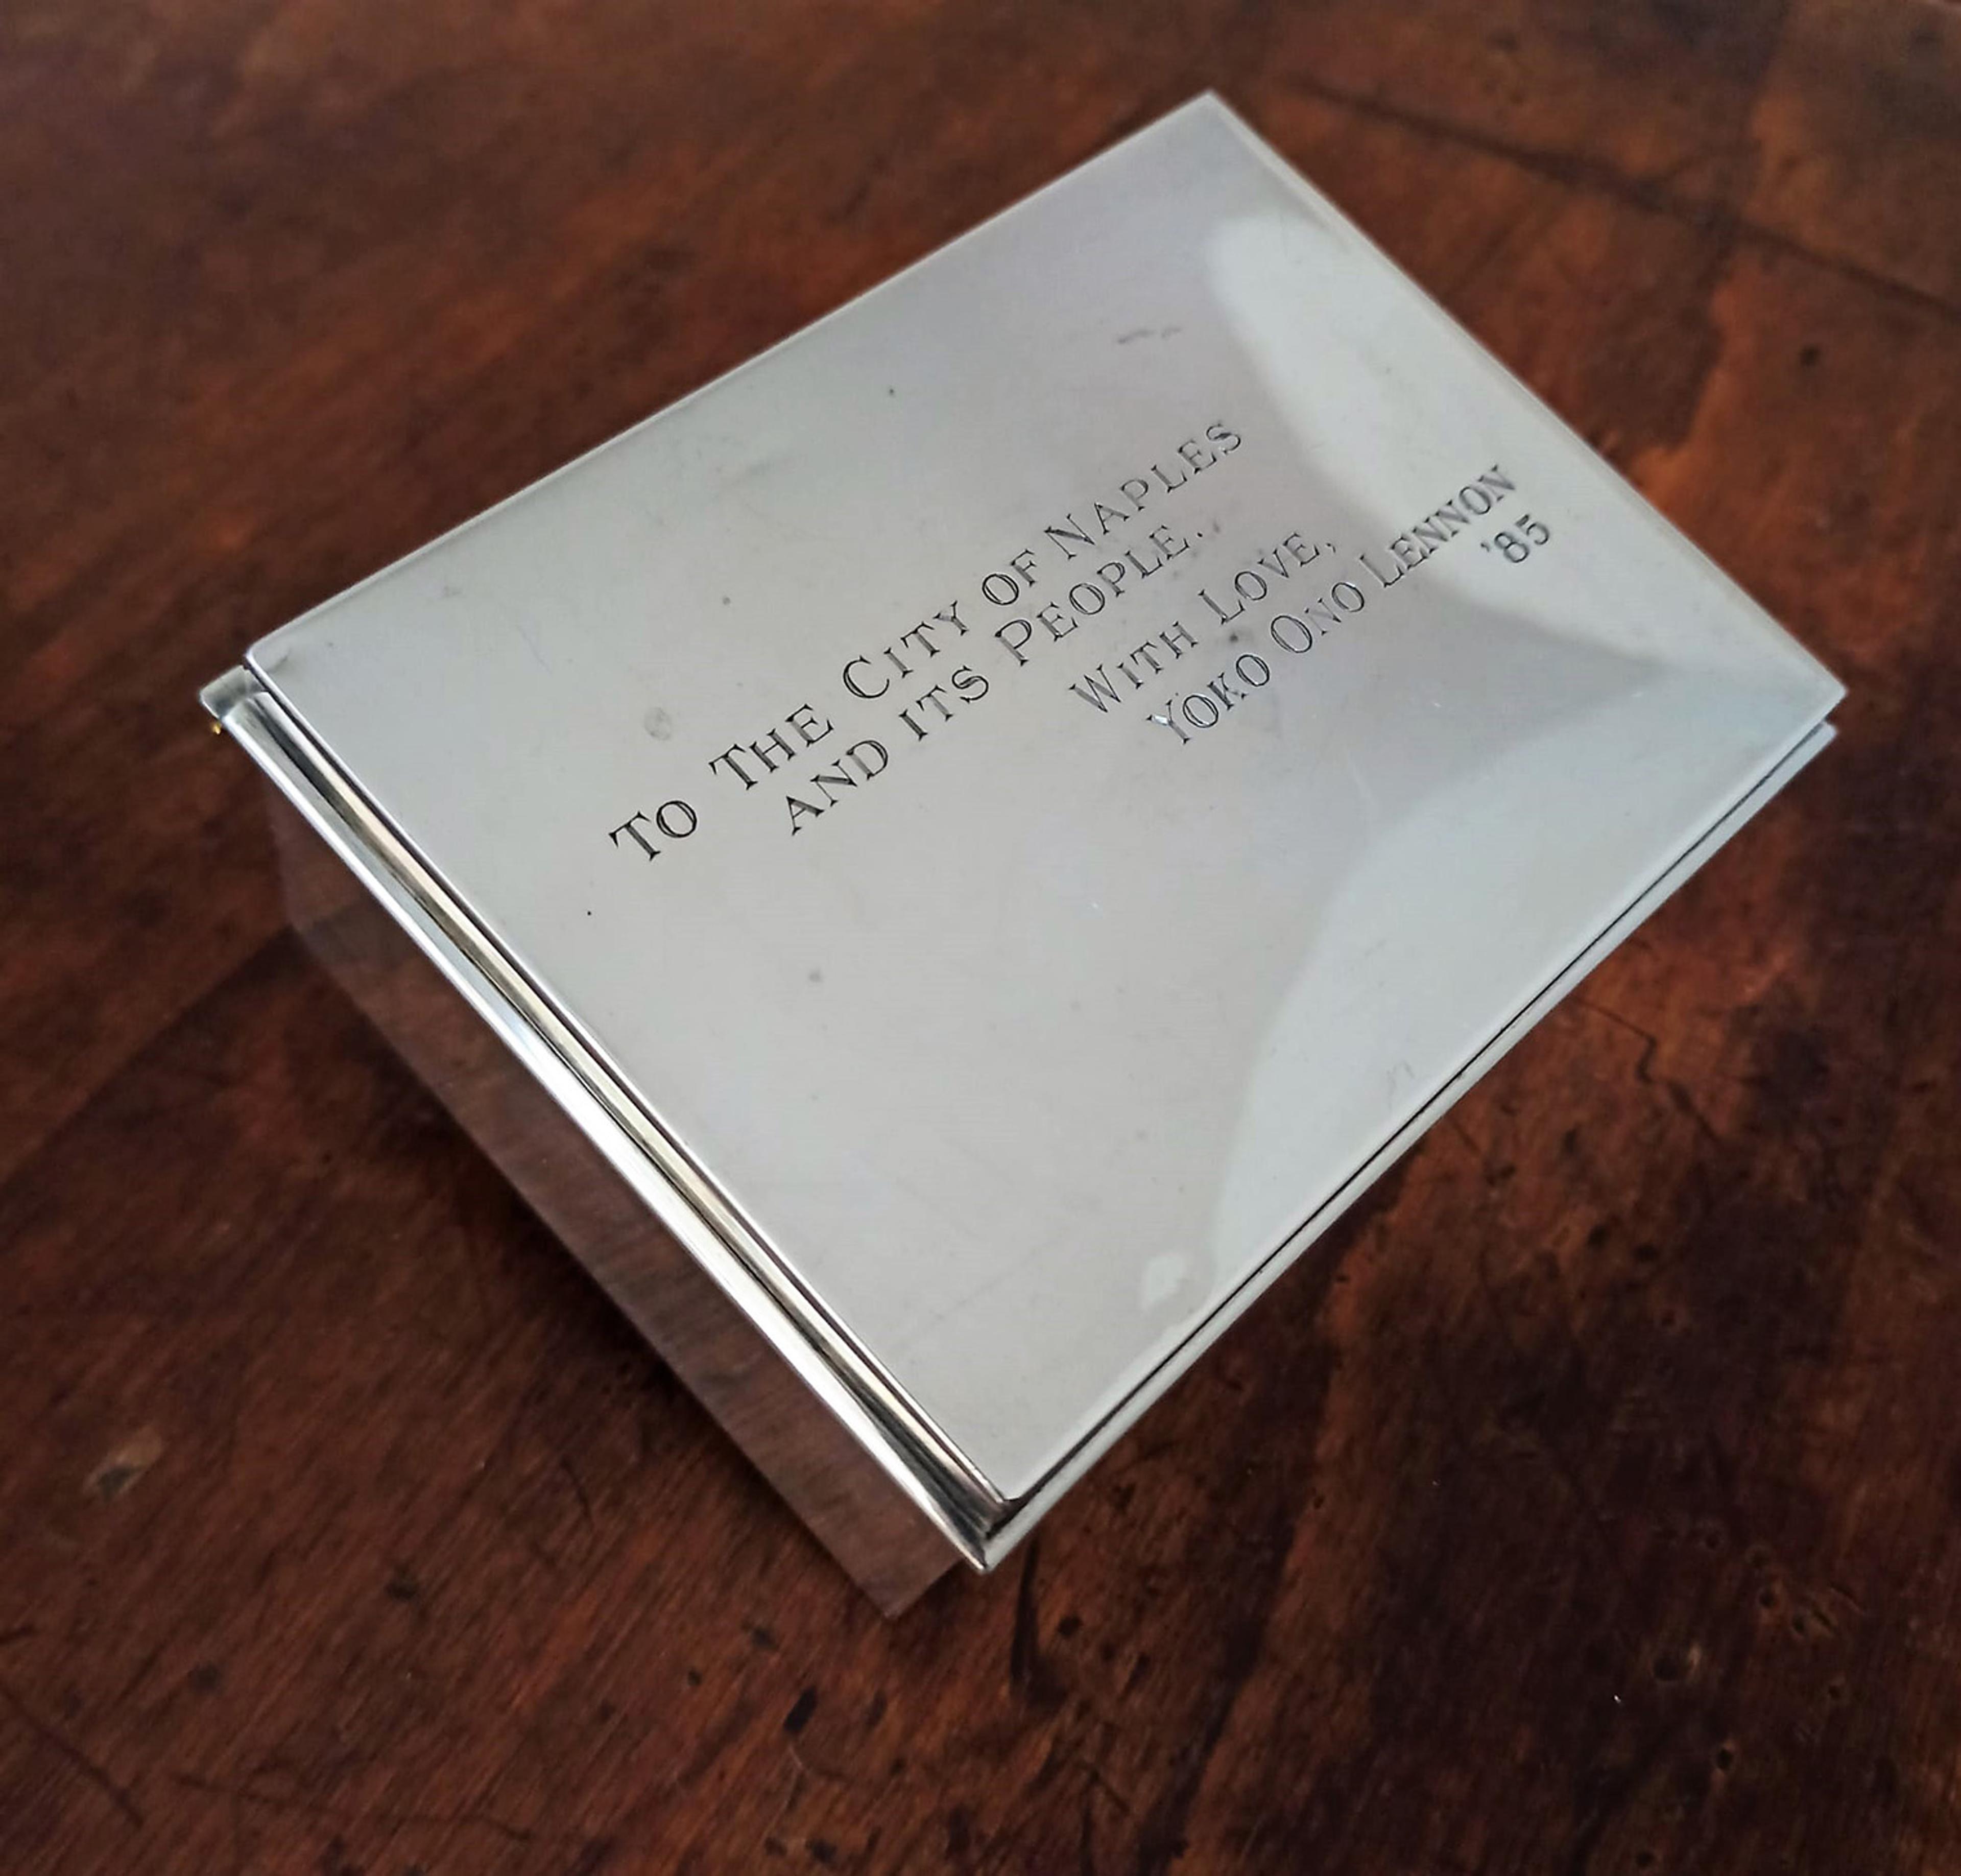 To The City of Naples
and its People.
With Love,
Yoko Ono Lennon
'85